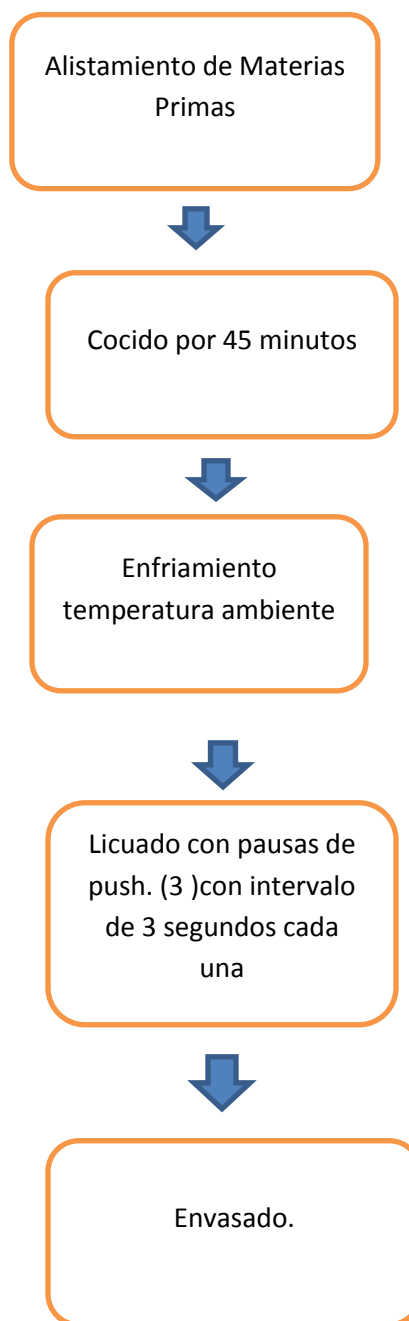 Alistamiento de Materias
Primas
Cocido por 45 minutos
Enfriamiento
temperatura ambiente
Licuado con pausas de
push. (3 )con intervalo
de 3 segundos cada
una
Envasado.